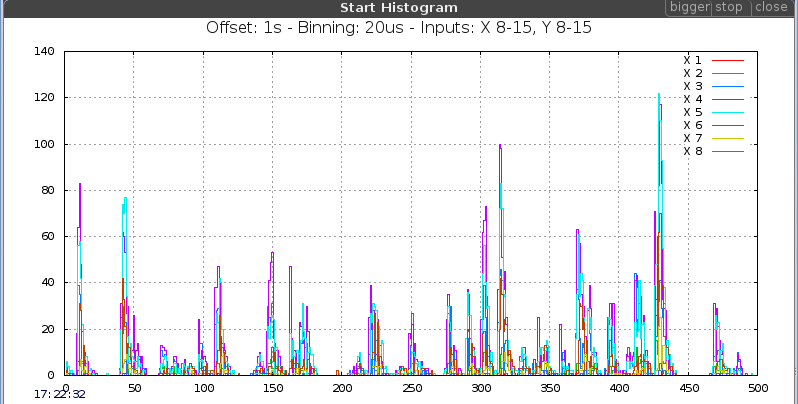 Start Histogram
bigger stop close
Offset: 1s - Binning: 20us - Inputs: X 8-15, Y 8-15
140
120
100
80
60
40
20
0
X 1
X 2
X 3
X 4
X 5
X 6
X 7
X 8
0 50 100 150 200 250 300 350 400 450 500
17:22:32